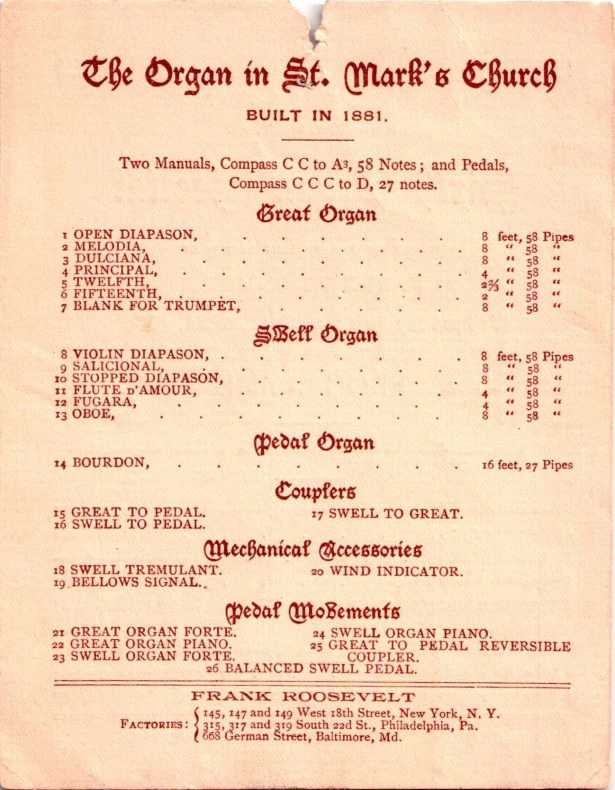 The Organ in St. Mark's Church
BUILT IN 1881.
Two Manuals, Compass C C to A3, 58 Notes; and Pedals,
Compass C C C to D, 27 notes.
Great Organ
1 OPEN DIAPASON, . . . . . . . 8 feet, 58 Pipes
2 MELODIA, . . . . . . . . 8 " 58 "
3 DULCIANA, . . . . . . . . 8 " 58 "
4 PRINCIPAL, . . . . . . . . 4 " 58 "
5 TWELFTH, . . . . . . . . 2⅔ " 58 "
6 FIFTEENTH, . . . . . . . . 2 " 58 "
7 BLANK FOR TRUMPET, . . . . . . 8 " 58 "
Swell Organ
8 VIOLIN DIAPASON, . . . . . . . 8 feet, 58 Pipes
9 SALICIONAL, . . . . . . . . 8 " 58 "
10 STOPPED DIAPASON, . . . . . . 8 " 58 "
11 FLUTE D'AMOUR, . . . . . . . 4 " 58 "
12 FUGARA, . . . . . . . . 4 " 58 "
13 OBOE, . . . . . . . . 8 " 58 "
Pedal Organ
14 BOURDON, . . . . . . . . 16 feet, 27 Pipes
Couplers
15 GREAT TO PEDAL. 17 SWELL TO GREAT.
16 SWELL TO PEDAL.
Mechanical Accessories
18 SWELL TREMULANT. 20 WIND INDICATOR.
19 BELLOWS SIGNAL.
Pedal Movements
21 GREAT ORGAN FORTE. 24 SWELL ORGAN PIANO.
22 GREAT ORGAN PIANO. 25 GREAT TO PEDAL REVERSIBLE
23 SWELL ORGAN FORTE. COUPLER.
26 BALANCED SWELL PEDAL.
FRANK ROOSEVELT
145, 147 and 149 West 18th Street, New York, N. Y.
FACTORIES: 315, 317 and 319 South 22d St., Philadelphia, Pa.
668 German Street, Baltimore, Md.